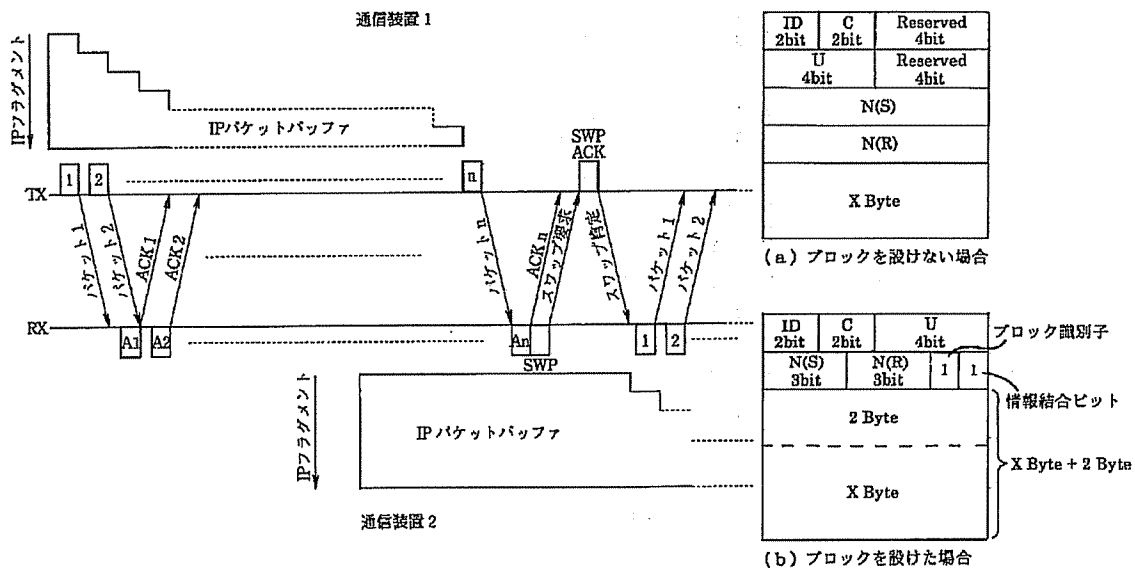 通信装置1
IPフラグメント
IPパケットバッファ
TX
1
2
n
SWP
ACK
パケット1
パケット2
ACK1
ACK2
パケットn
ACKn
スワップ要求
スワップ肯定
パケット1
パケット2
RX
A1
A2
An
SWP
1
2
IPフラグメント
IPパケットバッファ
通信装置2
ID
2bit
C
2bit
Reserved
4bit
U
4bit
Reserved
4bit
N(S)
N(R)
X Byte
(a) ブロックを設けない場合
ID
2bit
C
2bit
U
4bit
ブロック識別子
N(S)
3bit
N(R)
3bit
1
1
情報結合ビット
2 Byte
X Byte
X Byte + 2 Byte
(b) ブロックを設けた場合